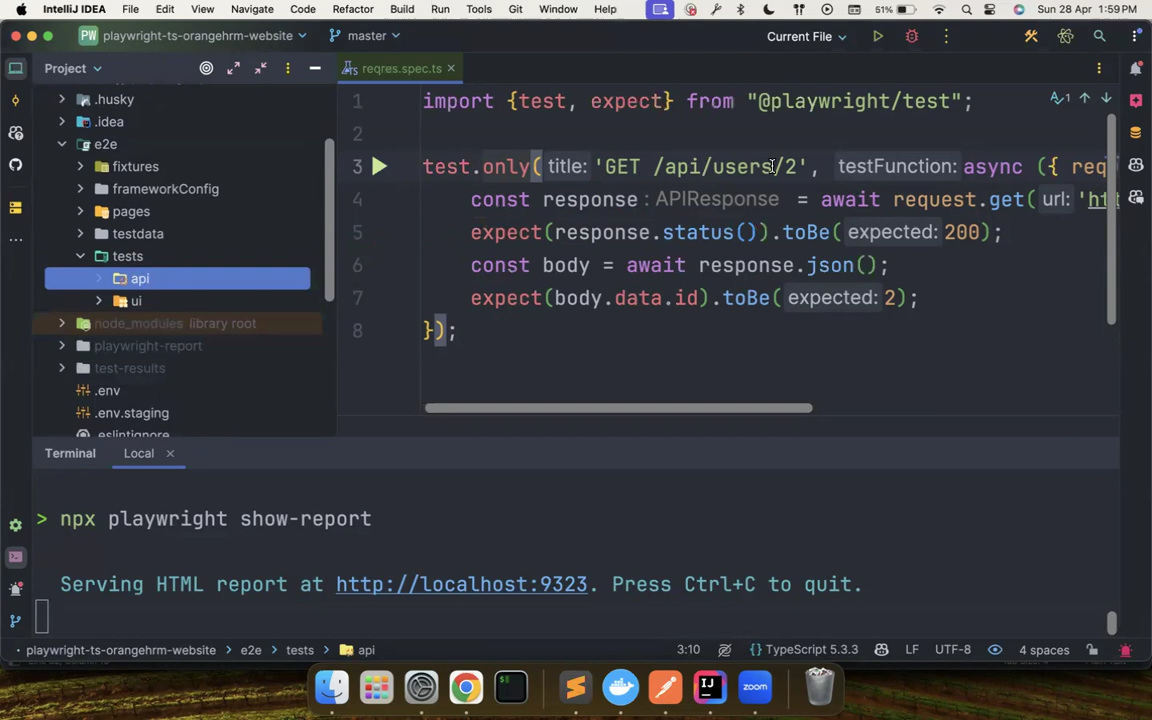 IntelliJ IDEA File Edit View Navigate Code Refactor Build Run Tools Git Window Help 51% Sun 28 Apr 1:59 PM
PW playwright-ts-orangehrm-website master Current File
Project reqres.spec.ts
.husky
.idea
e2e
fixtures
frameworkConfig
pages
testdata
tests
api
ui
node_modules library root
playwright-report
test-results
.env
.env.staging
.eslintignore
1 import {test, expect} from "@playwright/test";
2
3 test.only( title: 'GET /api/users/2', testFunction: async ({ req
4 const response : APIResponse = await request.get( url: 'ht
5 expect(response.status()).toBe( expected: 200);
6 const body = await response.json();
7 expect(body.data.id).toBe( expected: 2);
8 });
1
Terminal Local
> npx playwright show-report
Serving HTML report at http://localhost:9323. Press Ctrl+C to quit.
playwright-ts-orangehrm-website > e2e > tests > api 3:10 TypeScript 5.3.3 LF UTF-8 4 spaces
IJ zoom